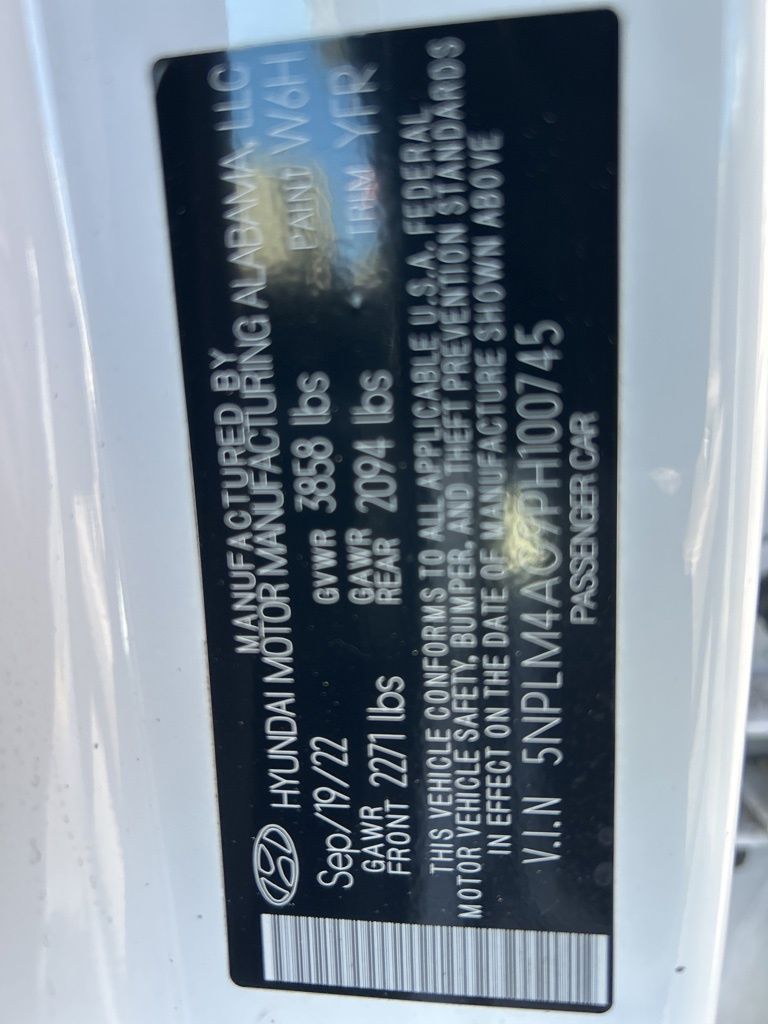 MANUFACTURED BY
HYUNDAI MOTOR MANUFACTURING ALABAMA, LLC
Sep/19/22 GVWR 3858 lbs PAINT W6H
GAWR FRONT 2271 lbs GAWR REAR 2094 lbs TRIM YFR
THIS VEHICLE CONFORMS TO ALL APPLICABLE U.S.A. FEDERAL
MOTOR VEHICLE SAFETY, BUMPER, AND THEFT PREVENTION STANDARDS
IN EFFECT ON THE DATE OF MANUFACTURE SHOWN ABOVE
V.I.N 5NPLM4AG9PH100745
PASSENGER CAR